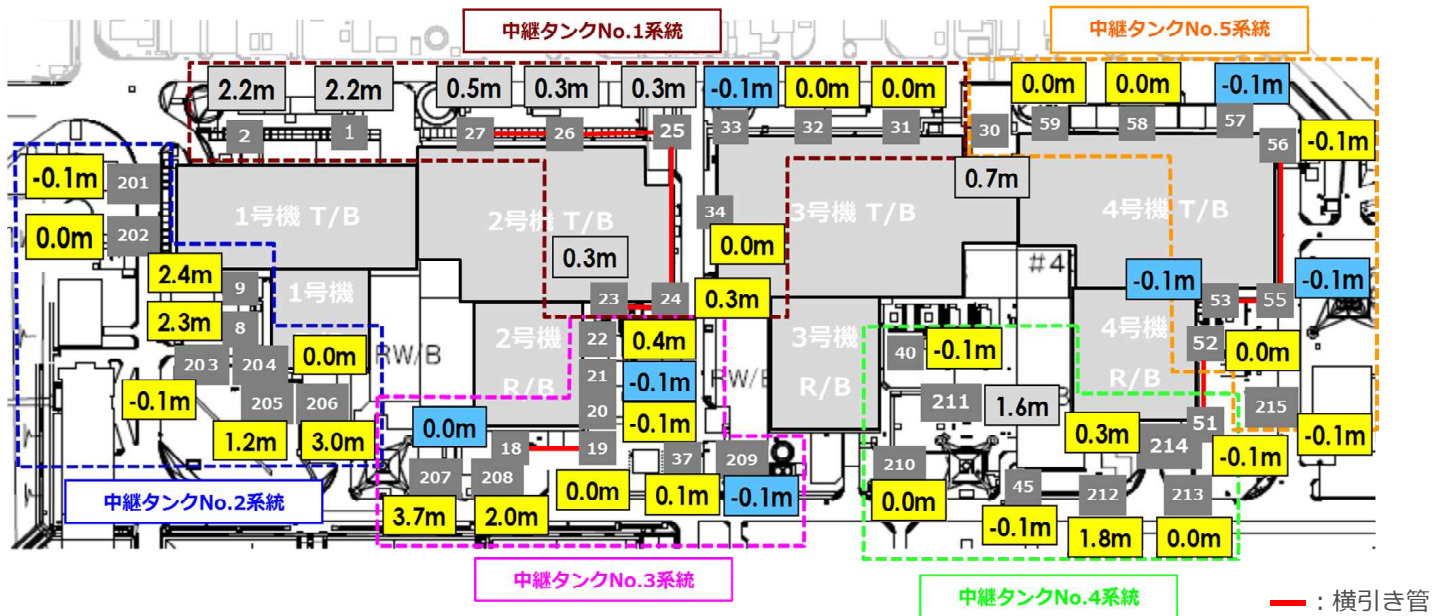 中継タンクNo.1系統
中継タンクNo.5系統
2.2m
2.2m
0.5m
0.3m
0.3m
-0.1m
0.0m
0.0m
0.0m
0.0m
-0.1m
2
1
27
26
25
33
32
31
30
59
58
57
56
-0.1m
-0.1m
201
0.7m
1号機 T/B
2号機 T/B
34
3号機 T/B
4号機 T/B
0.0m
202
0.0m
0.3m
#4
2.4m
9
1号機
-0.1m
-0.1m
23
24
0.3m
53
55
2.3m
8
2号機
R/B
22
0.4m
3号機
R/B
4号機
R/B
40
-0.1m
52
0.0m
203
204
0.0m
RW/B
21
-0.1m
RW/B
-0.1m
205
206
20
-0.1m
211
1.6m
215
1.2m
3.0m
0.0m
18
19
37
209
0.3m
51
214
-0.1m
-0.1m
207
208
0.0m
0.1m
-0.1m
210
0.0m
45
212
213
中継タンクNo.2系統
3.7m
2.0m
-0.1m
1.8m
0.0m
中継タンクNo.3系統
中継タンクNo.4系統
：横引き管